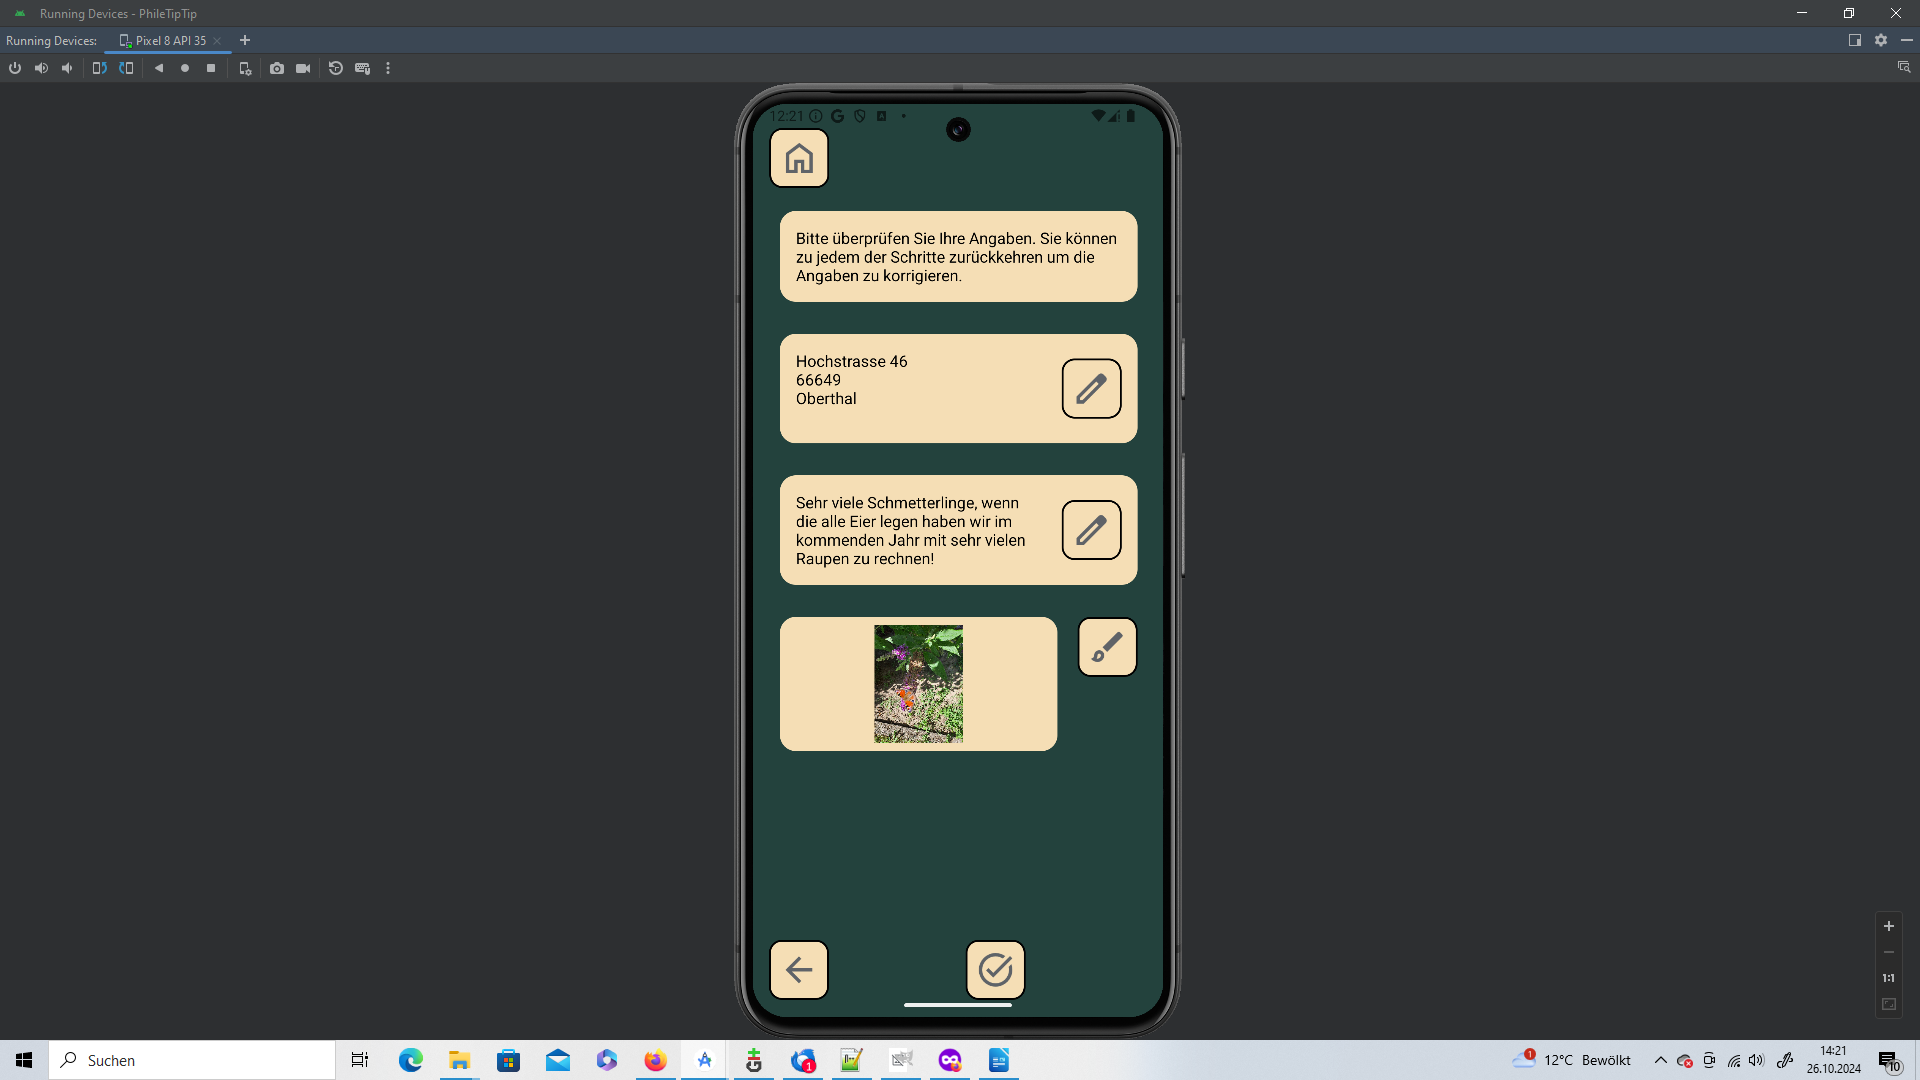 Running Devices - PhileTipTip
Running Devices:
Pixel 8 API 35
12:21
Bitte überprüfen Sie Ihre Angaben. Sie können
zu jedem der Schritte zurückkehren um die
Angaben zu korrigieren.
Hochstrasse 46
66649
Oberthal
Sehr viele Schmetterlinge, wenn
die alle Eier legen haben wir im
kommenden Jahr mit sehr vielen
Raupen zu rechnen!
1:1
Suchen
1
1
12°C Bewölkt
14:21
26.10.2024
10